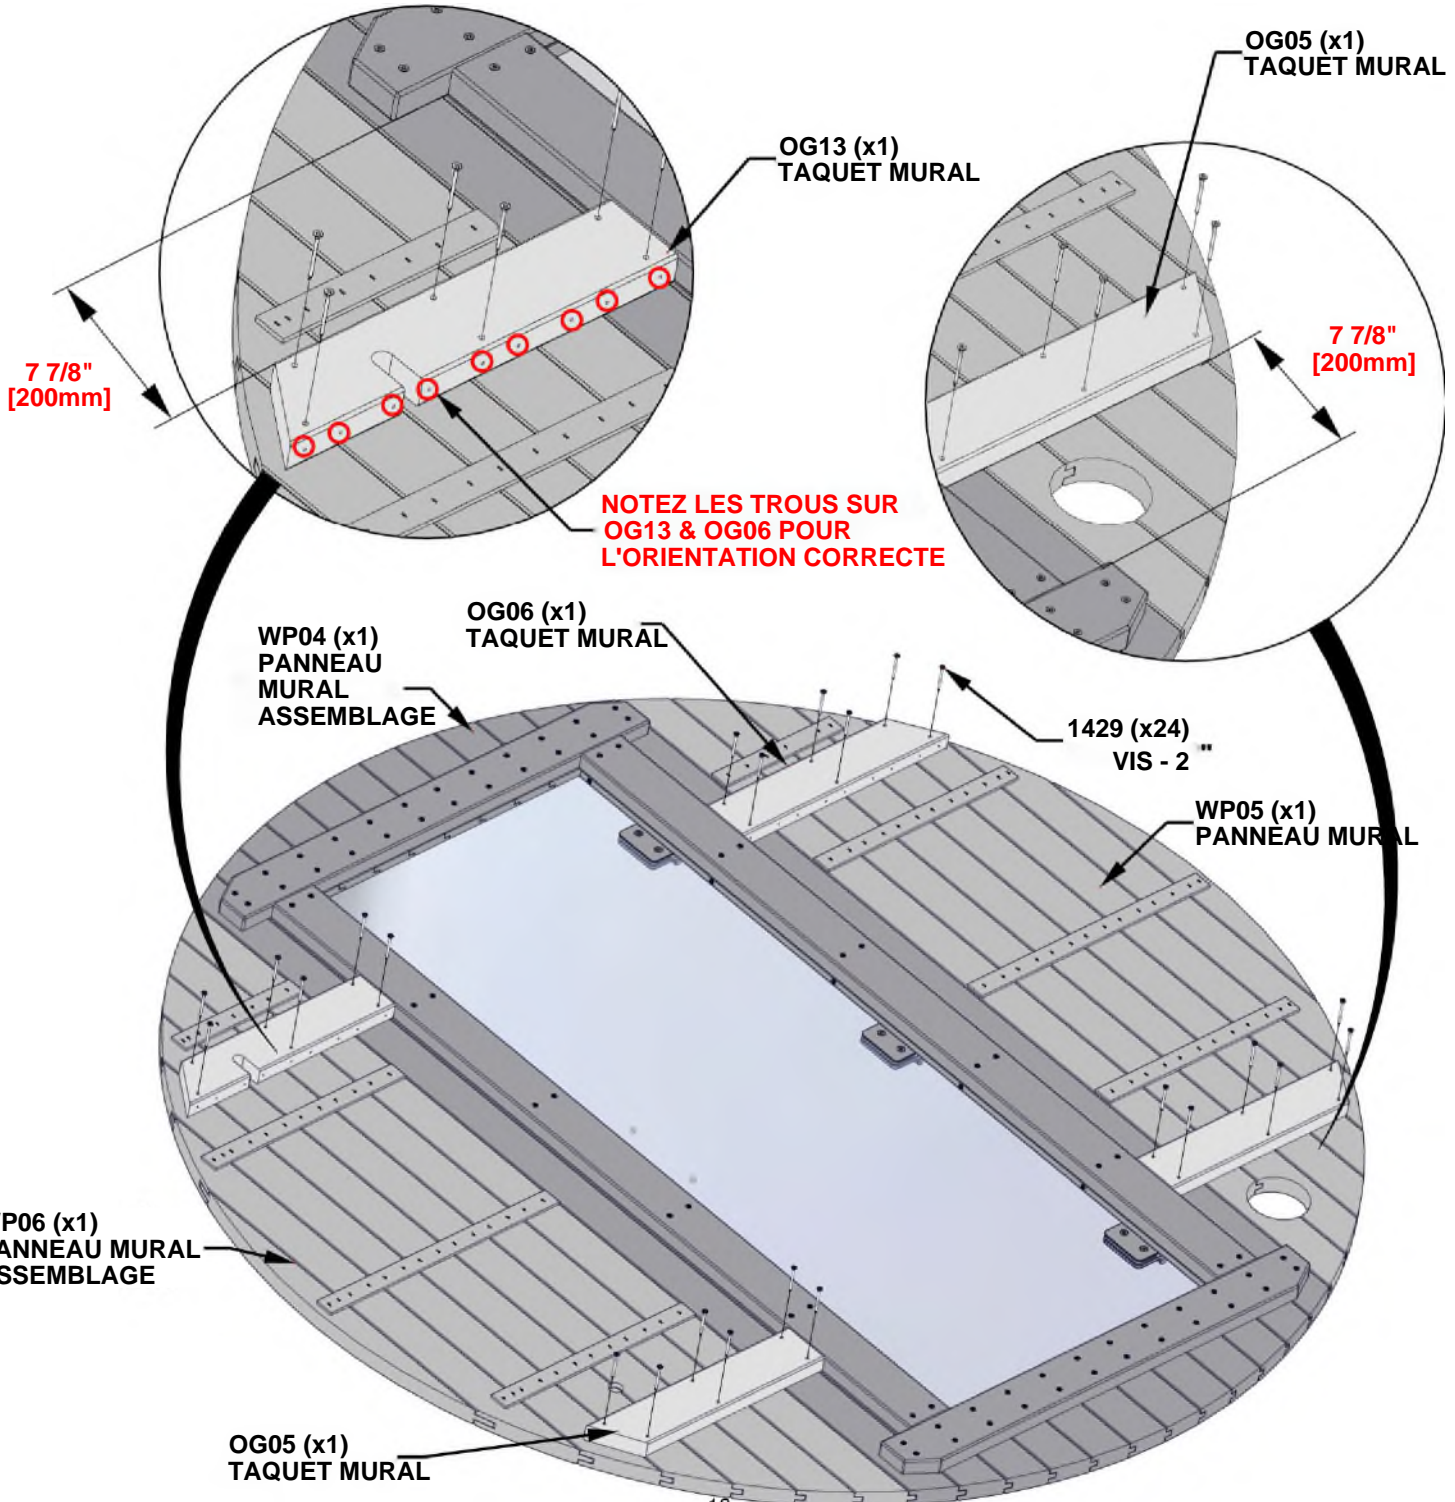 OG05 (x1)
TAQUET MURAL
OG13 (x1)
TAQUET MURAL
7 7/8"
[200mm]
7 7/8"
[200mm]
NOTEZ LES TROUS SUR
OG13 & OG06 POUR
L'ORIENTATION CORRECTE
OG06 (x1)
TAQUET MURAL
WP04 (x1)
PANNEAU
MURAL
ASSEMBLAGE
1429 (x24)
VIS - 2 "
WP05 (x1)
PANNEAU MURAL
P06 (x1)
ANNEAU MURAL
SSEMBLAGE
OG05 (x1)
TAQUET MURAL